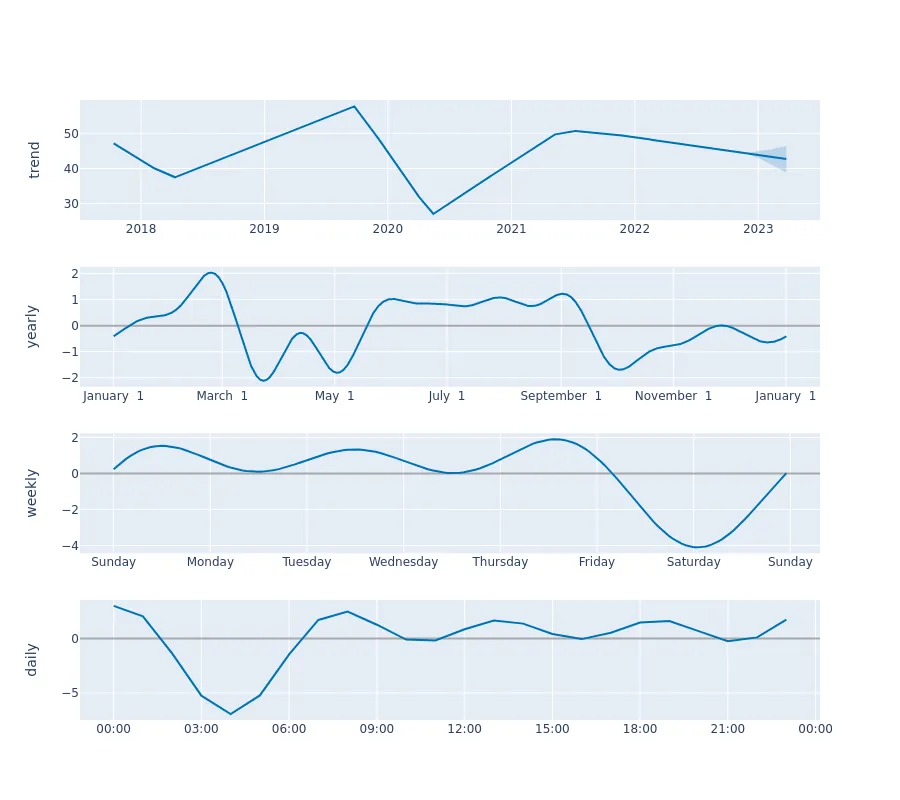 trend
50
40
30
2018 2019 2020 2021 2022 2023
yearly
2
1
0
−1
−2
January 1 March 1 May 1 July 1 September 1 November 1 January 1
weekly
2
0
−2
−4
Sunday Monday Tuesday Wednesday Thursday Friday Saturday Sunday
daily
0
−5
00:00 03:00 06:00 09:00 12:00 15:00 18:00 21:00 00:00